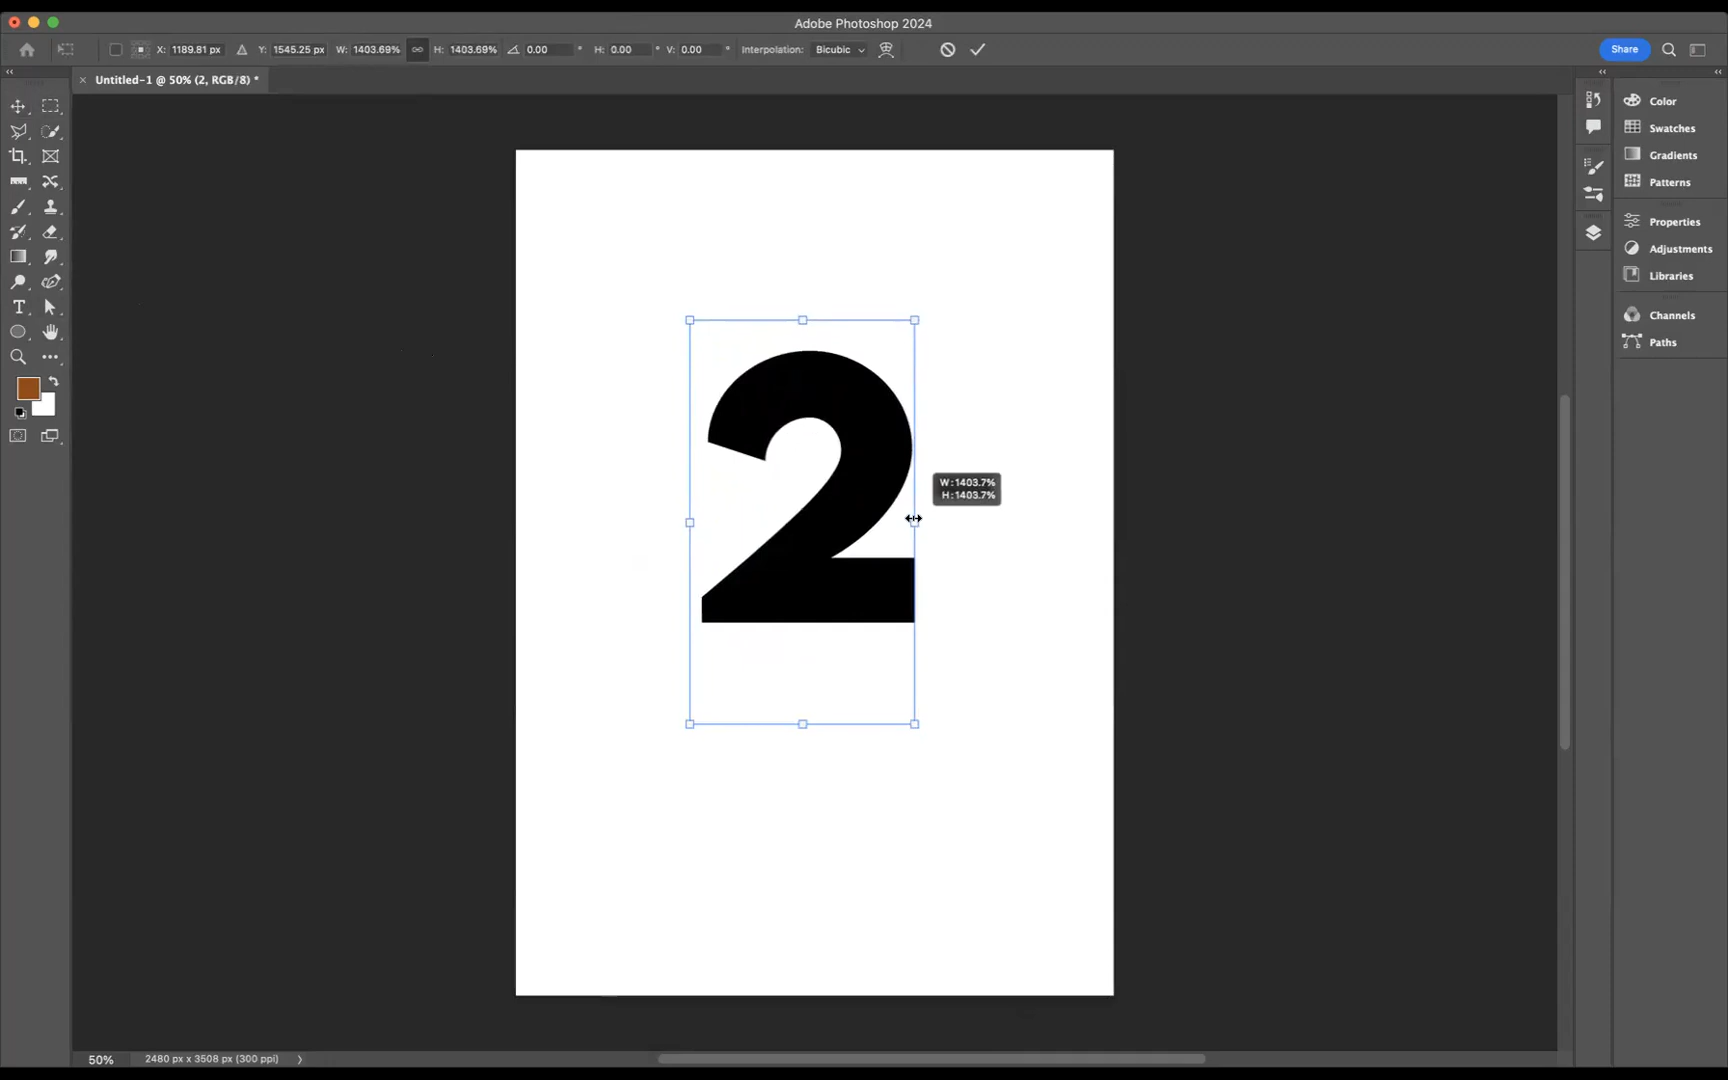 Adobe Photoshop 2024
X: 1189.81 px Y: 1545.25 px W: 1403.69% H: 1403.69% 0.00 ° H: 0.00 ° V: 0.00 ° Interpolation: Bicubic Share
× Untitled-1 @ 50% (2, RGB/8) *
Color
Swatches
Gradients
Patterns
Properties
Adjustments
Libraries
Channels
Paths
2
W: 1403.7%
H: 1403.7%
50% 2480 px x 3508 px (300 ppi)